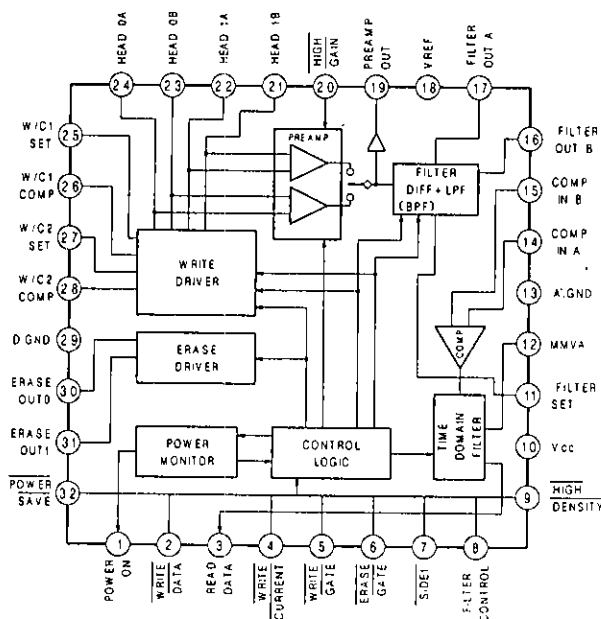 HEAD 0A
HEAD 0B
HEAD 1A
HEAD 1B
HIGH
GAIN
PREAMP
OUT
VREF
FILTER
OUT A
24
23
22
21
20
19
18
17
W/C1
SET
25
W/C1
COMP
26
W/C2
SET
27
W/C2
COMP
28
D.GND
29
ERASE
OUT0
30
ERASE
OUT1
31
POWER
SAVE
32
PREAMP
FILTER
DIFF + LPF
(BPF)
WRITE
DRIVER
ERASE
DRIVER
COMP
POWER
MONITOR
CONTROL
LOGIC
TIME
DOMAIN
FILTER
16
FILTER
OUT B
15
COMP
IN B
14
COMP
IN A
13
A.GND
12
MMVA
11
FILTER
SET
10
Vcc
9
HIGH
DENSITY
1
2
3
4
5
6
7
8
POWER
ON
WRITE
DATA
READ
DATA
WRITE
CURRENT
WRITE
GATE
ERASE
GATE
SIDE1
FILTER
CONTROL